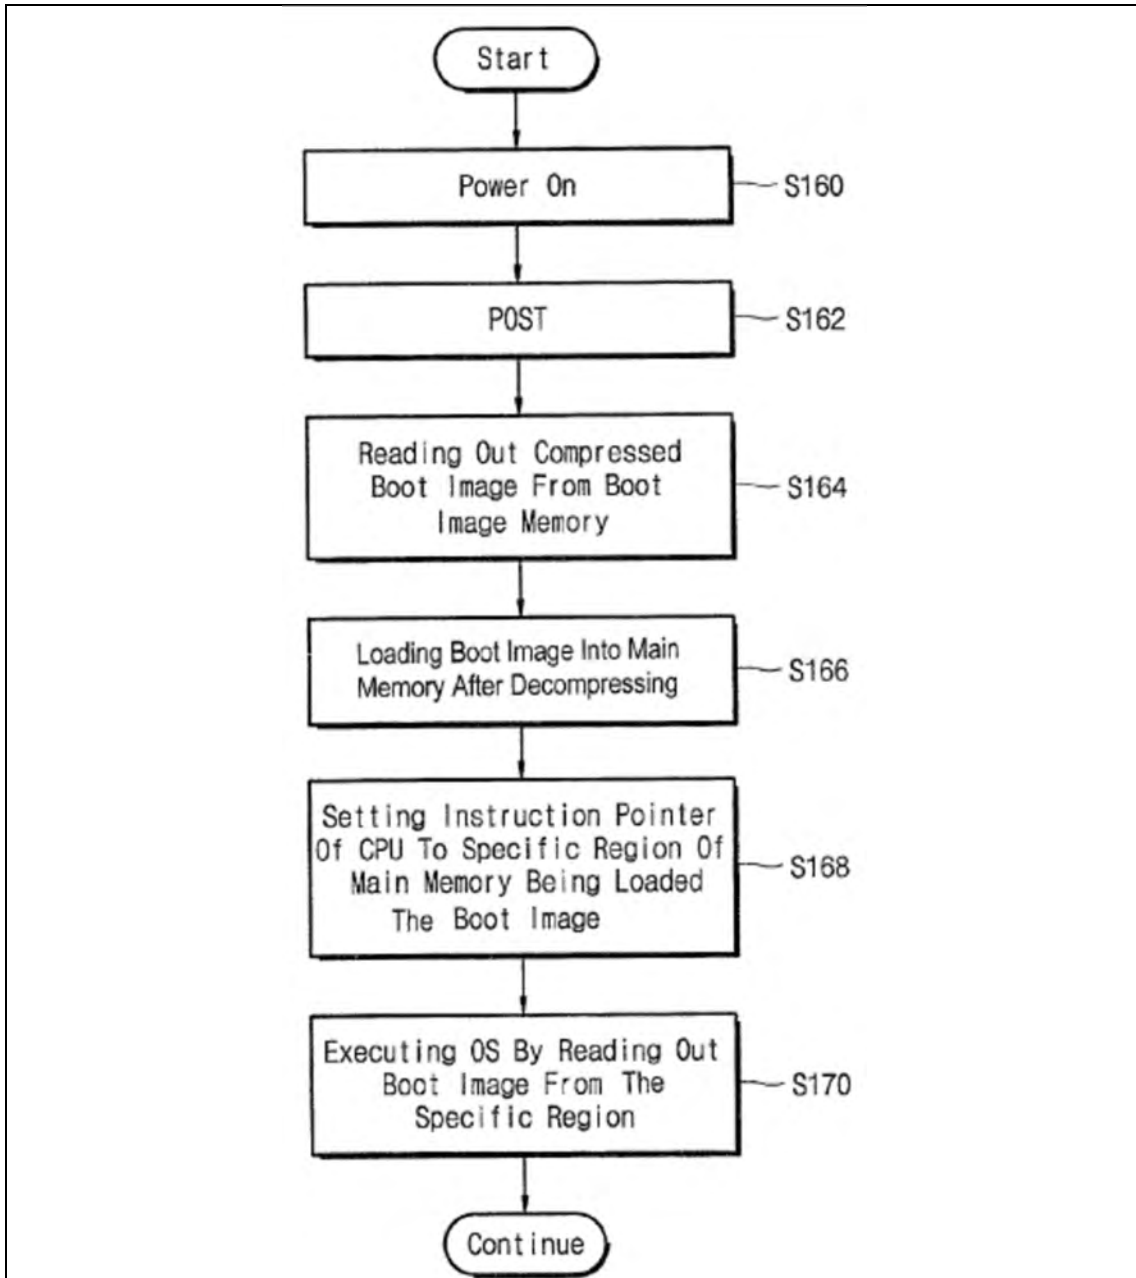 Start
Power On
S160
POST
S162
Reading Out Compressed
Boot Image From Boot
Image Memory
S164
Loading Boot Image Into Main
Memory After Decompressing
S166
Setting Instruction Pointer
Of CPU To Specific Region Of
Main Memory Being Loaded
The Boot Image
S168
Executing OS By Reading Out
Boot Image From The
Specific Region
S170
Continue